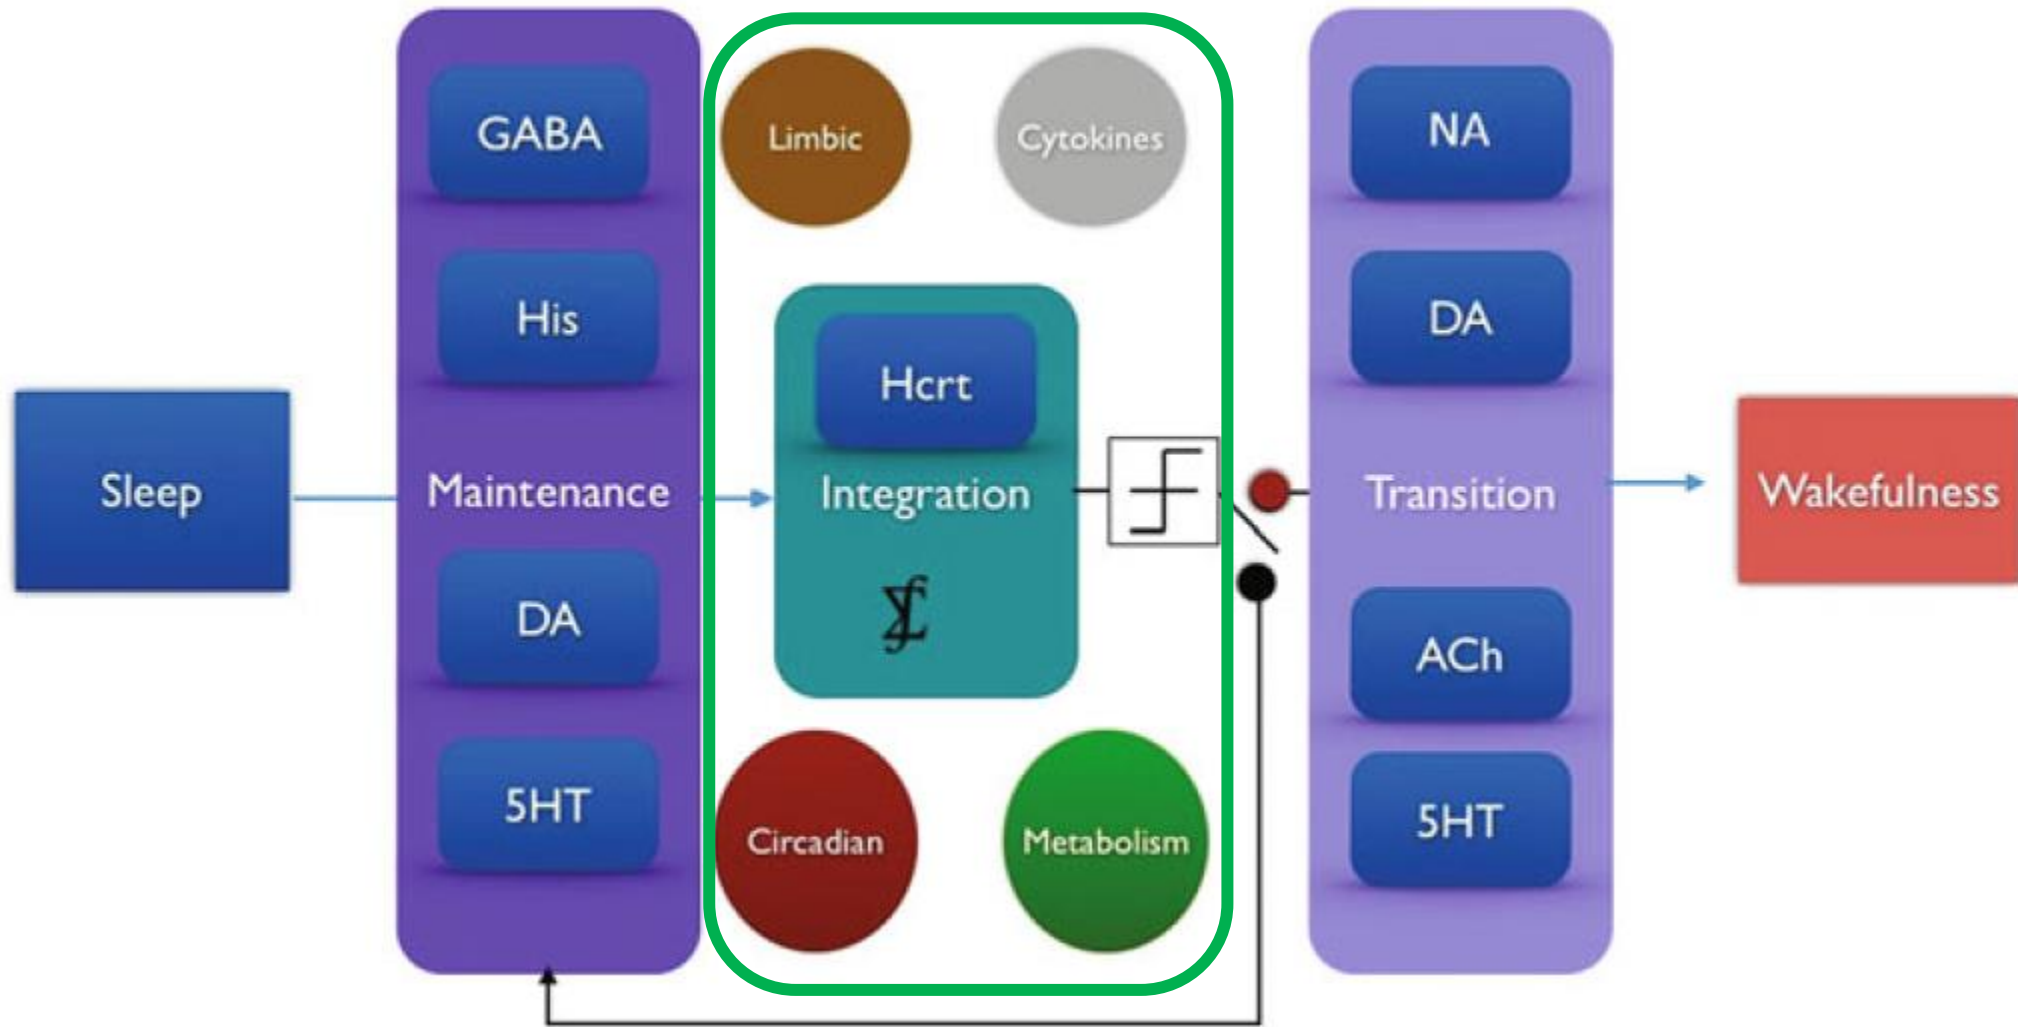 Sleep
GABA
His
Maintenance
DA
5HT
Limbic
Cytokines
Hcrt
Integration
Circadian
Metabolism
NA
DA
Transition
ACh
5HT
Wakefulness